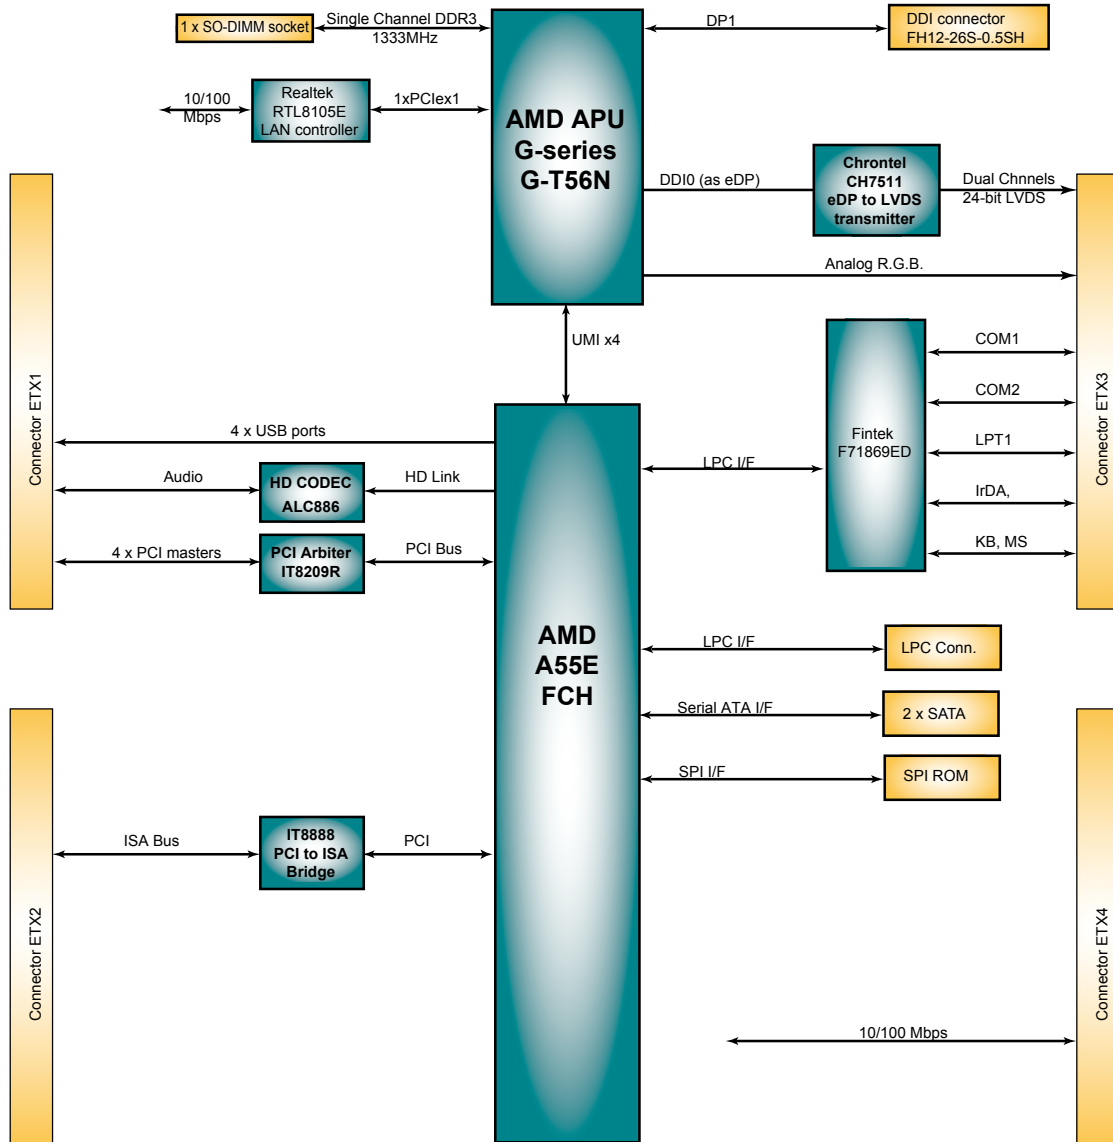 1 x SO-DIMM socket
Single Channel DDR3
1333MHz
AMD APU
G-series
G-T56N
DP1
DDI connector
FH12-26S-0.5SH
10/100
Mbps
Realtek
RTL8105E
LAN controller
1xPCIex1
DDI0 (as eDP)
Chrontel
CH7511
eDP to LVDS
transmitter
Dual Chnnels
24-bit LVDS
Analog R.G.B.
UMI x4
Connector ETX1
4 x USB ports
Audio
HD CODEC
ALC886
HD Link
4 x PCI masters
PCI Arbiter
IT8209R
PCI Bus
AMD
A55E
FCH
LPC I/F
Fintek
F71869ED
COM1
COM2
LPT1
IrDA,
KB, MS
Connector ETX3
LPC I/F
LPC Conn.
Serial ATA I/F
2 x SATA
SPI I/F
SPI ROM
Connector ETX2
ISA Bus
IT8888
PCI to ISA
Bridge
PCI
10/100 Mbps
Connector ETX4